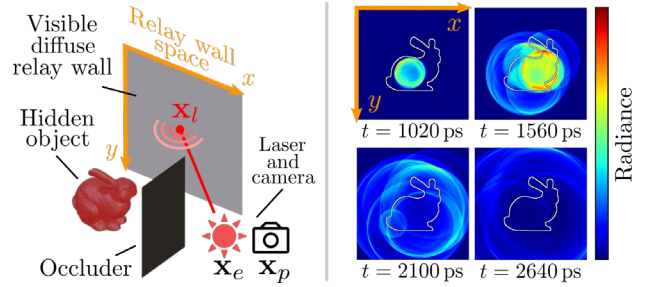 Visible
diffuse
relay wall
Relay wall
space
x
y
x_l
Hidden
object
Laser and
camera
Occluder
x_e
x_p
x
y
t = 1020 ps
t = 1560 ps
t = 2100 ps
t = 2640 ps
Radiance